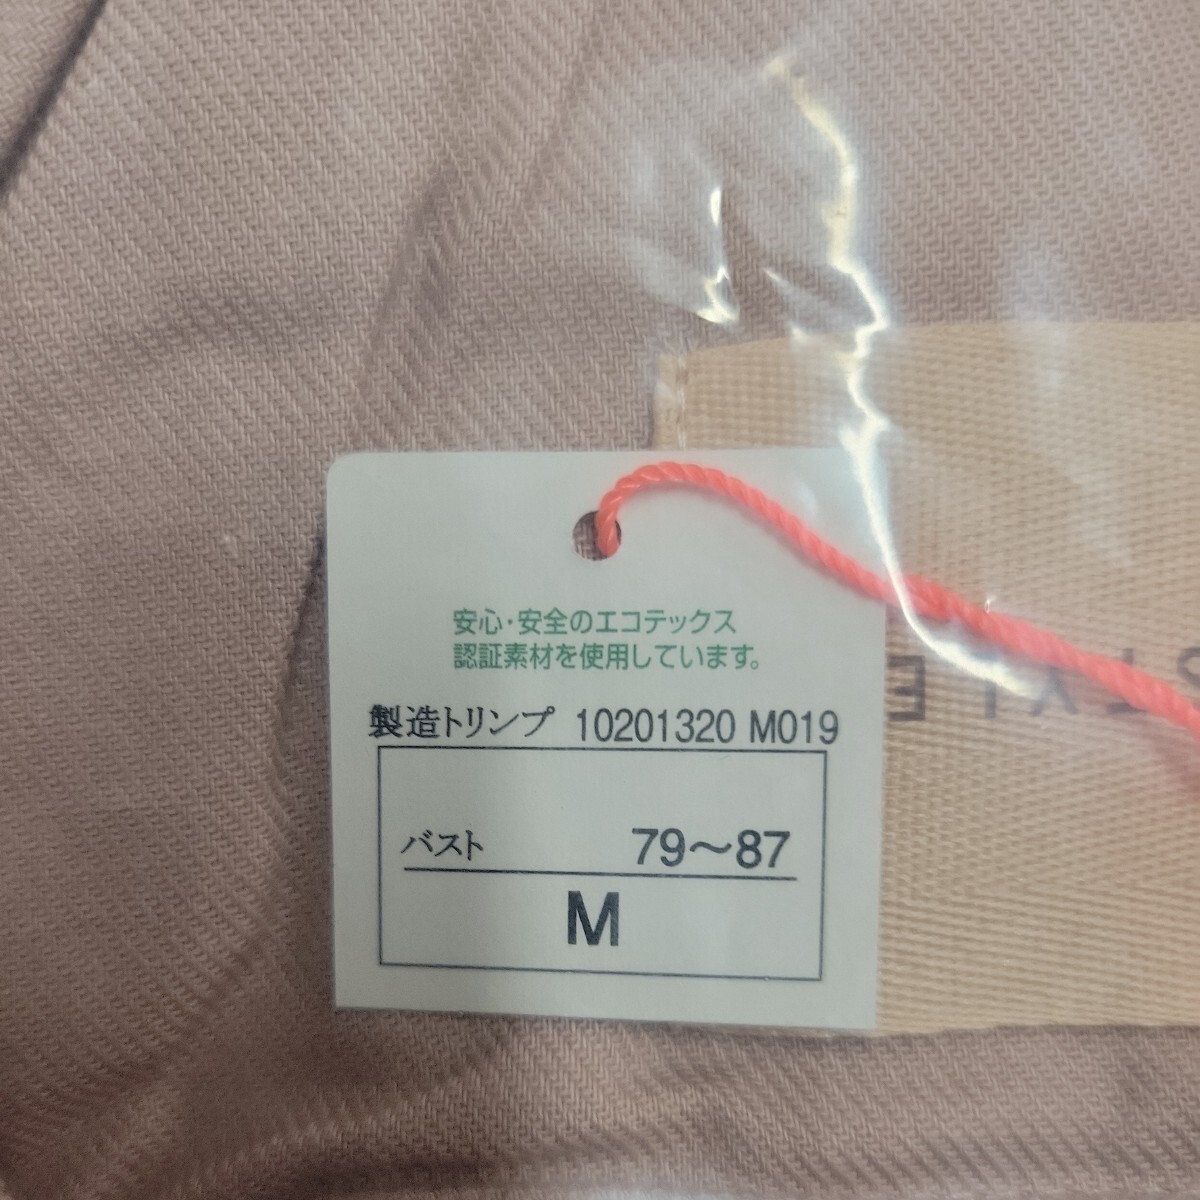 安心・安全のエコテックス
認証素材を使用しています。
製造トリンプ 10201320 M019
バスト 79〜87
M
STYLE